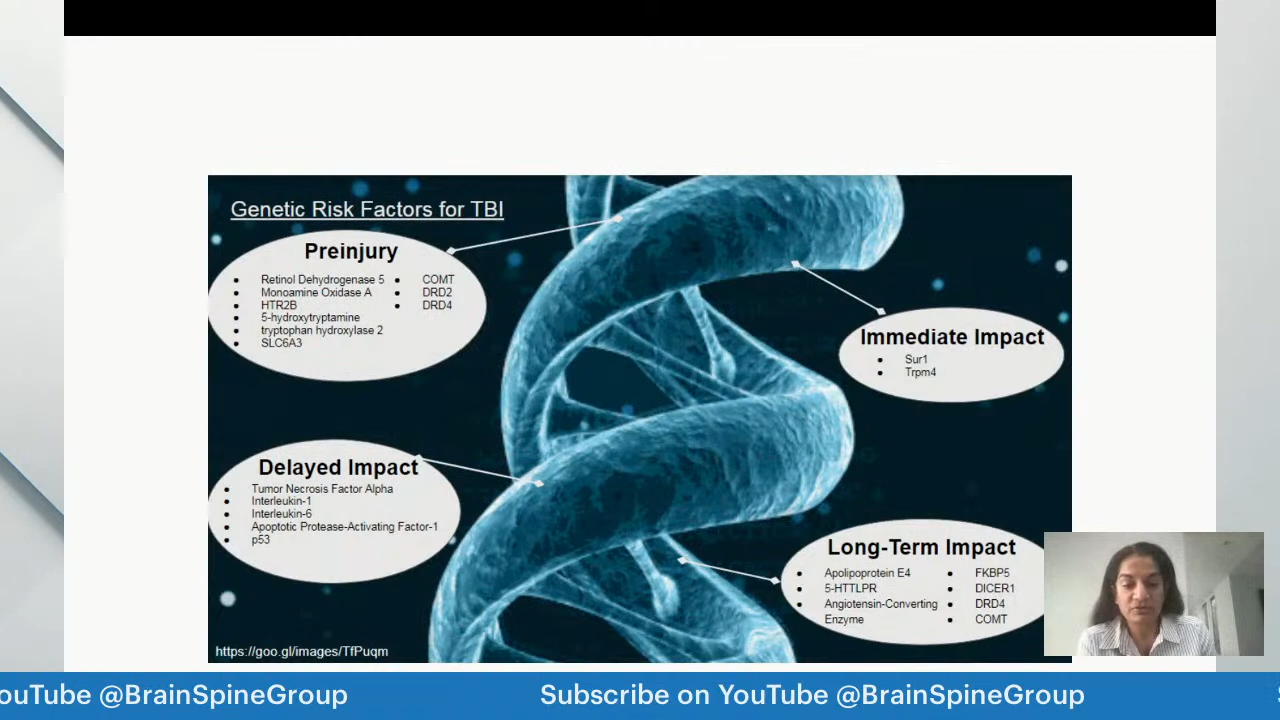 Genetic Risk Factors for TBI
Preinjury
Retinol Dehydrogenase 5
Monoamine Oxidase A
HTR2B
5-hydroxytryptamine
tryptophan hydroxylase 2
SLC6A3
COMT
DRD2
DRD4
Immediate Impact
Sur1
Trpm4
Delayed Impact
Tumor Necrosis Factor Alpha
Interleukin-1
Interleukin-6
Apoptotic Protease-Activating Factor-1
p53
Long-Term Impact
Apolipoprotein E4
5-HTTLPR
Angiotensin-Converting
Enzyme
FKBP5
DICER1
DRD4
COMT
https://goo.gl/images/TfPuqm
ouTube @BrainSpineGroup
Subscribe on YouTube @BrainSpineGroup